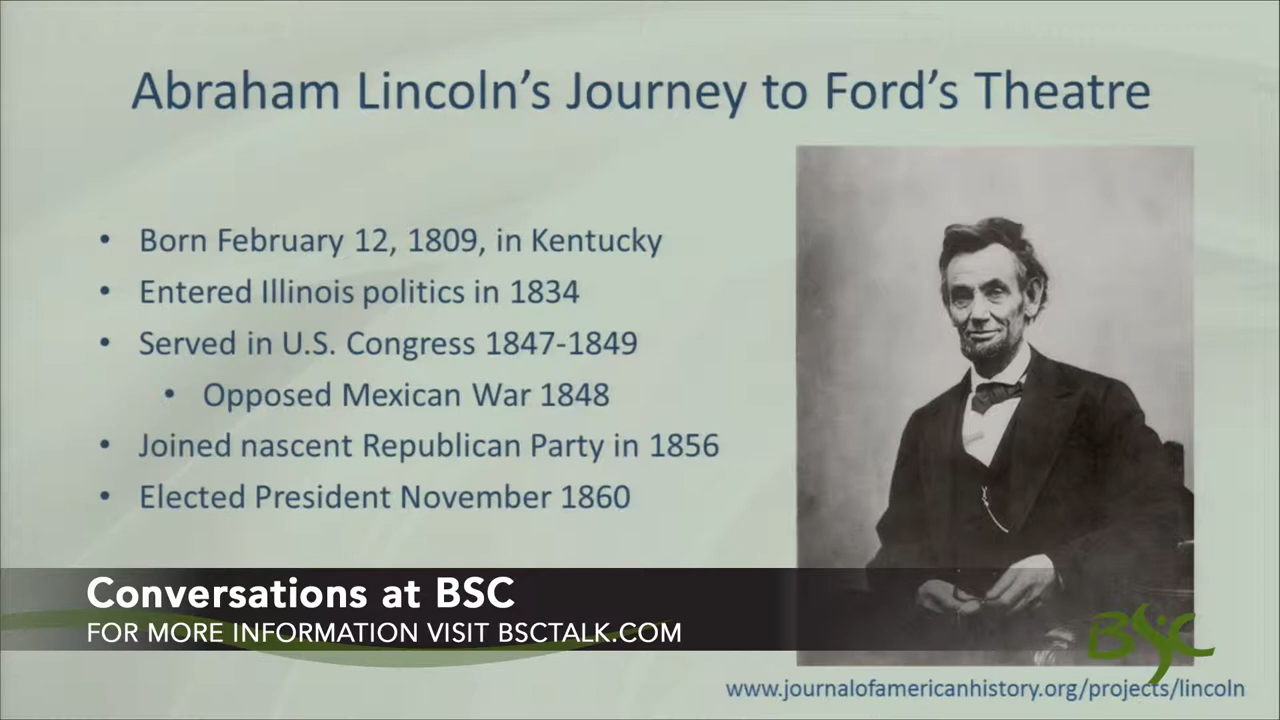 Abraham Lincoln's Journey to Ford's Theatre
• Born February 12, 1809, in Kentucky
• Entered Illinois politics in 1834
• Served in U.S. Congress 1847-1849
• Opposed Mexican War 1848
• Joined nascent Republican Party in 1856
• Elected President November 1860
Conversations at BSC
FOR MORE INFORMATION VISIT BSCTALK.COM
BSC
www.journalofamericanhistory.org/projects/lincoln